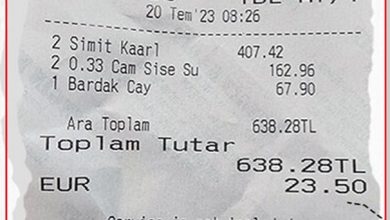 20 Tem'23 08:26
2 Simit Kaarl 407.42
2 0.33 Cam Sise Su 162.96
1 Bardak Cay 67.90
Ara Toplam 638.28TL
Toplam Tutar
638.28TL
EUR 23.50